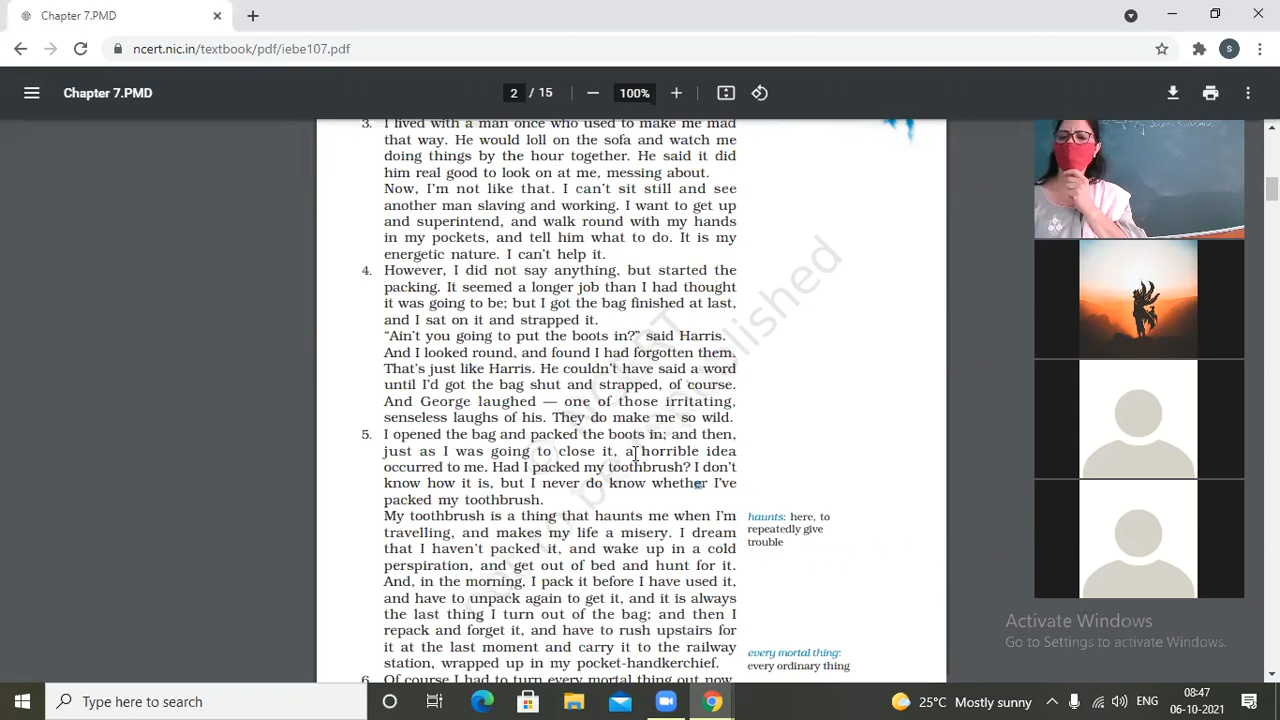 Chapter 7.PMD
ncert.nic.in/textbook/pdf/iebe107.pdf
S
Chapter 7.PMD
2 / 15
100%
3. I lived with a man once who used to make me mad
that way. He would loll on the sofa and watch me
doing things by the hour together. He said it did
him real good to look on at me, messing about.
Now, I'm not like that. I can't sit still and see
another man slaving and working. I want to get up
and superintend, and walk round with my hands
in my pockets, and tell him what to do. It is my
energetic nature. I can't help it.
4. However, I did not say anything, but started the
packing. It seemed a longer job than I had thought
it was going to be; but I got the bag finished at last,
and I sat on it and strapped it.
“Ain't you going to put the boots in?” said Harris.
And I looked round, and found I had forgotten them.
That's just like Harris. He couldn't have said a word
until I'd got the bag shut and strapped, of course.
And George laughed — one of those irritating,
senseless laughs of his. They do make me so wild.
5. I opened the bag and packed the boots in; and then,
just as I was going to close it, a horrible idea
occurred to me. Had I packed my toothbrush? I don't
know how it is, but I never do know whether I've
packed my toothbrush.
My toothbrush is a thing that haunts me when I'm
travelling, and makes my life a misery. I dream
that I haven't packed it, and wake up in a cold
perspiration, and get out of bed and hunt for it.
And, in the morning, I pack it before I have used it,
and have to unpack again to get it, and it is always
the last thing I turn out of the bag; and then I
repack and forget it, and have to rush upstairs for
it at the last moment and carry it to the railway
station, wrapped up in my pocket-handkerchief.
6. Of course I had to turn every mortal thing out now,
haunts: here, to
repeatedly give
trouble
every mortal thing:
every ordinary thing
Activate Windows
Go to Settings to activate Windows.
Type here to search
25°C Mostly sunny
ENG
08:47
06-10-2021